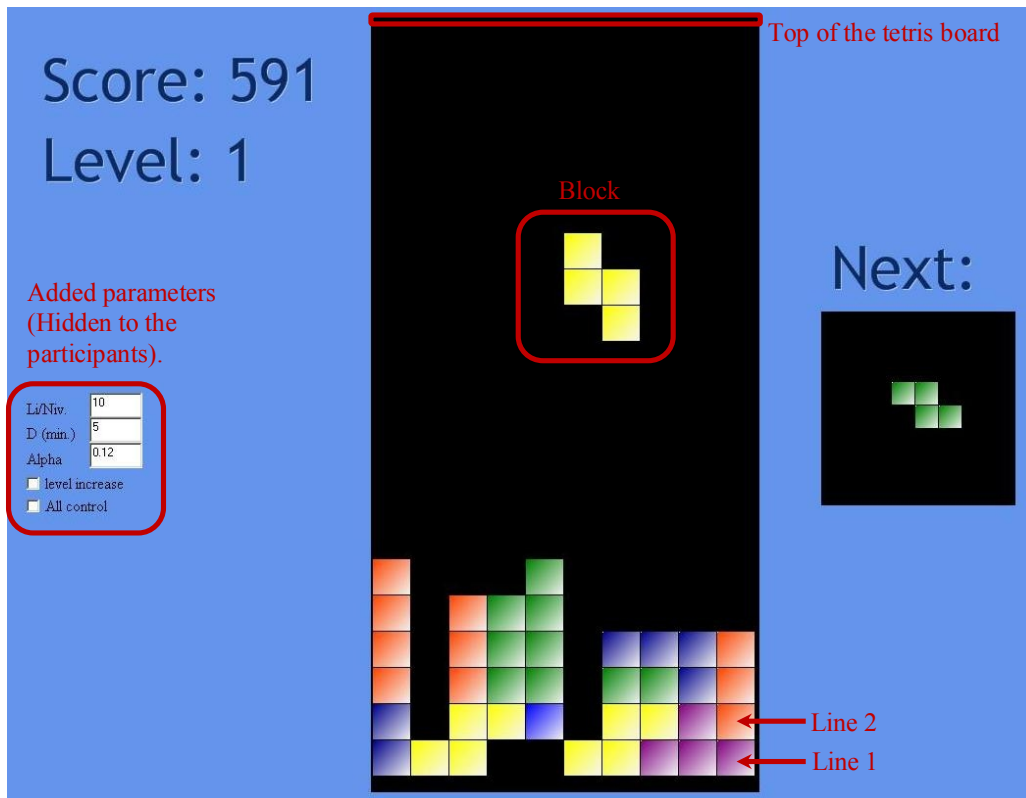 Top of the tetris board
Score: 591
Level: 1
Block
Next:
Added parameters
(Hidden to the
participants).
Li/Niv. 10
D (min.) 5
Alpha 0.12
level increase
All control
Line 2
Line 1